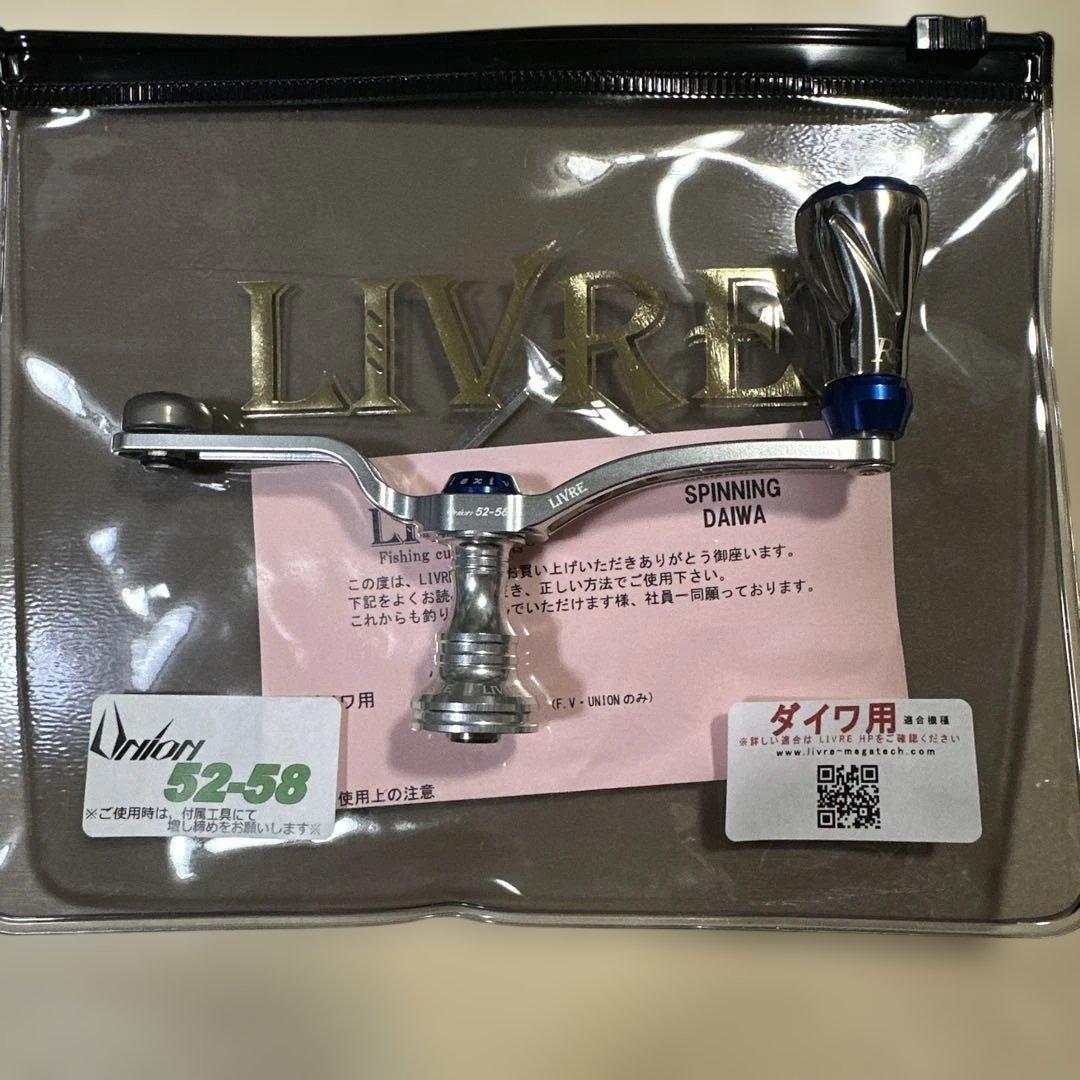 LIVRE
R
exiv
LIVRE
Union 52-58
SPINNING
DAIWA
Fishing cu
この度は、LIVRE
お買い上げいただきありがとう御座います。
下記をよくお読
き、正しい方法でご使用下さい。
これからも釣り
でいただけます様、社員一同願っております。
ワ用
(F.V・UNIONのみ)
LIV
使用上の注意
UNION
52-58
※ご使用時は、付属工具にて
増し締めをお願いします※
ダイワ用 適合機種
※詳しい適合は LIVRE HPをご確認ください
www.livre-megatech.com